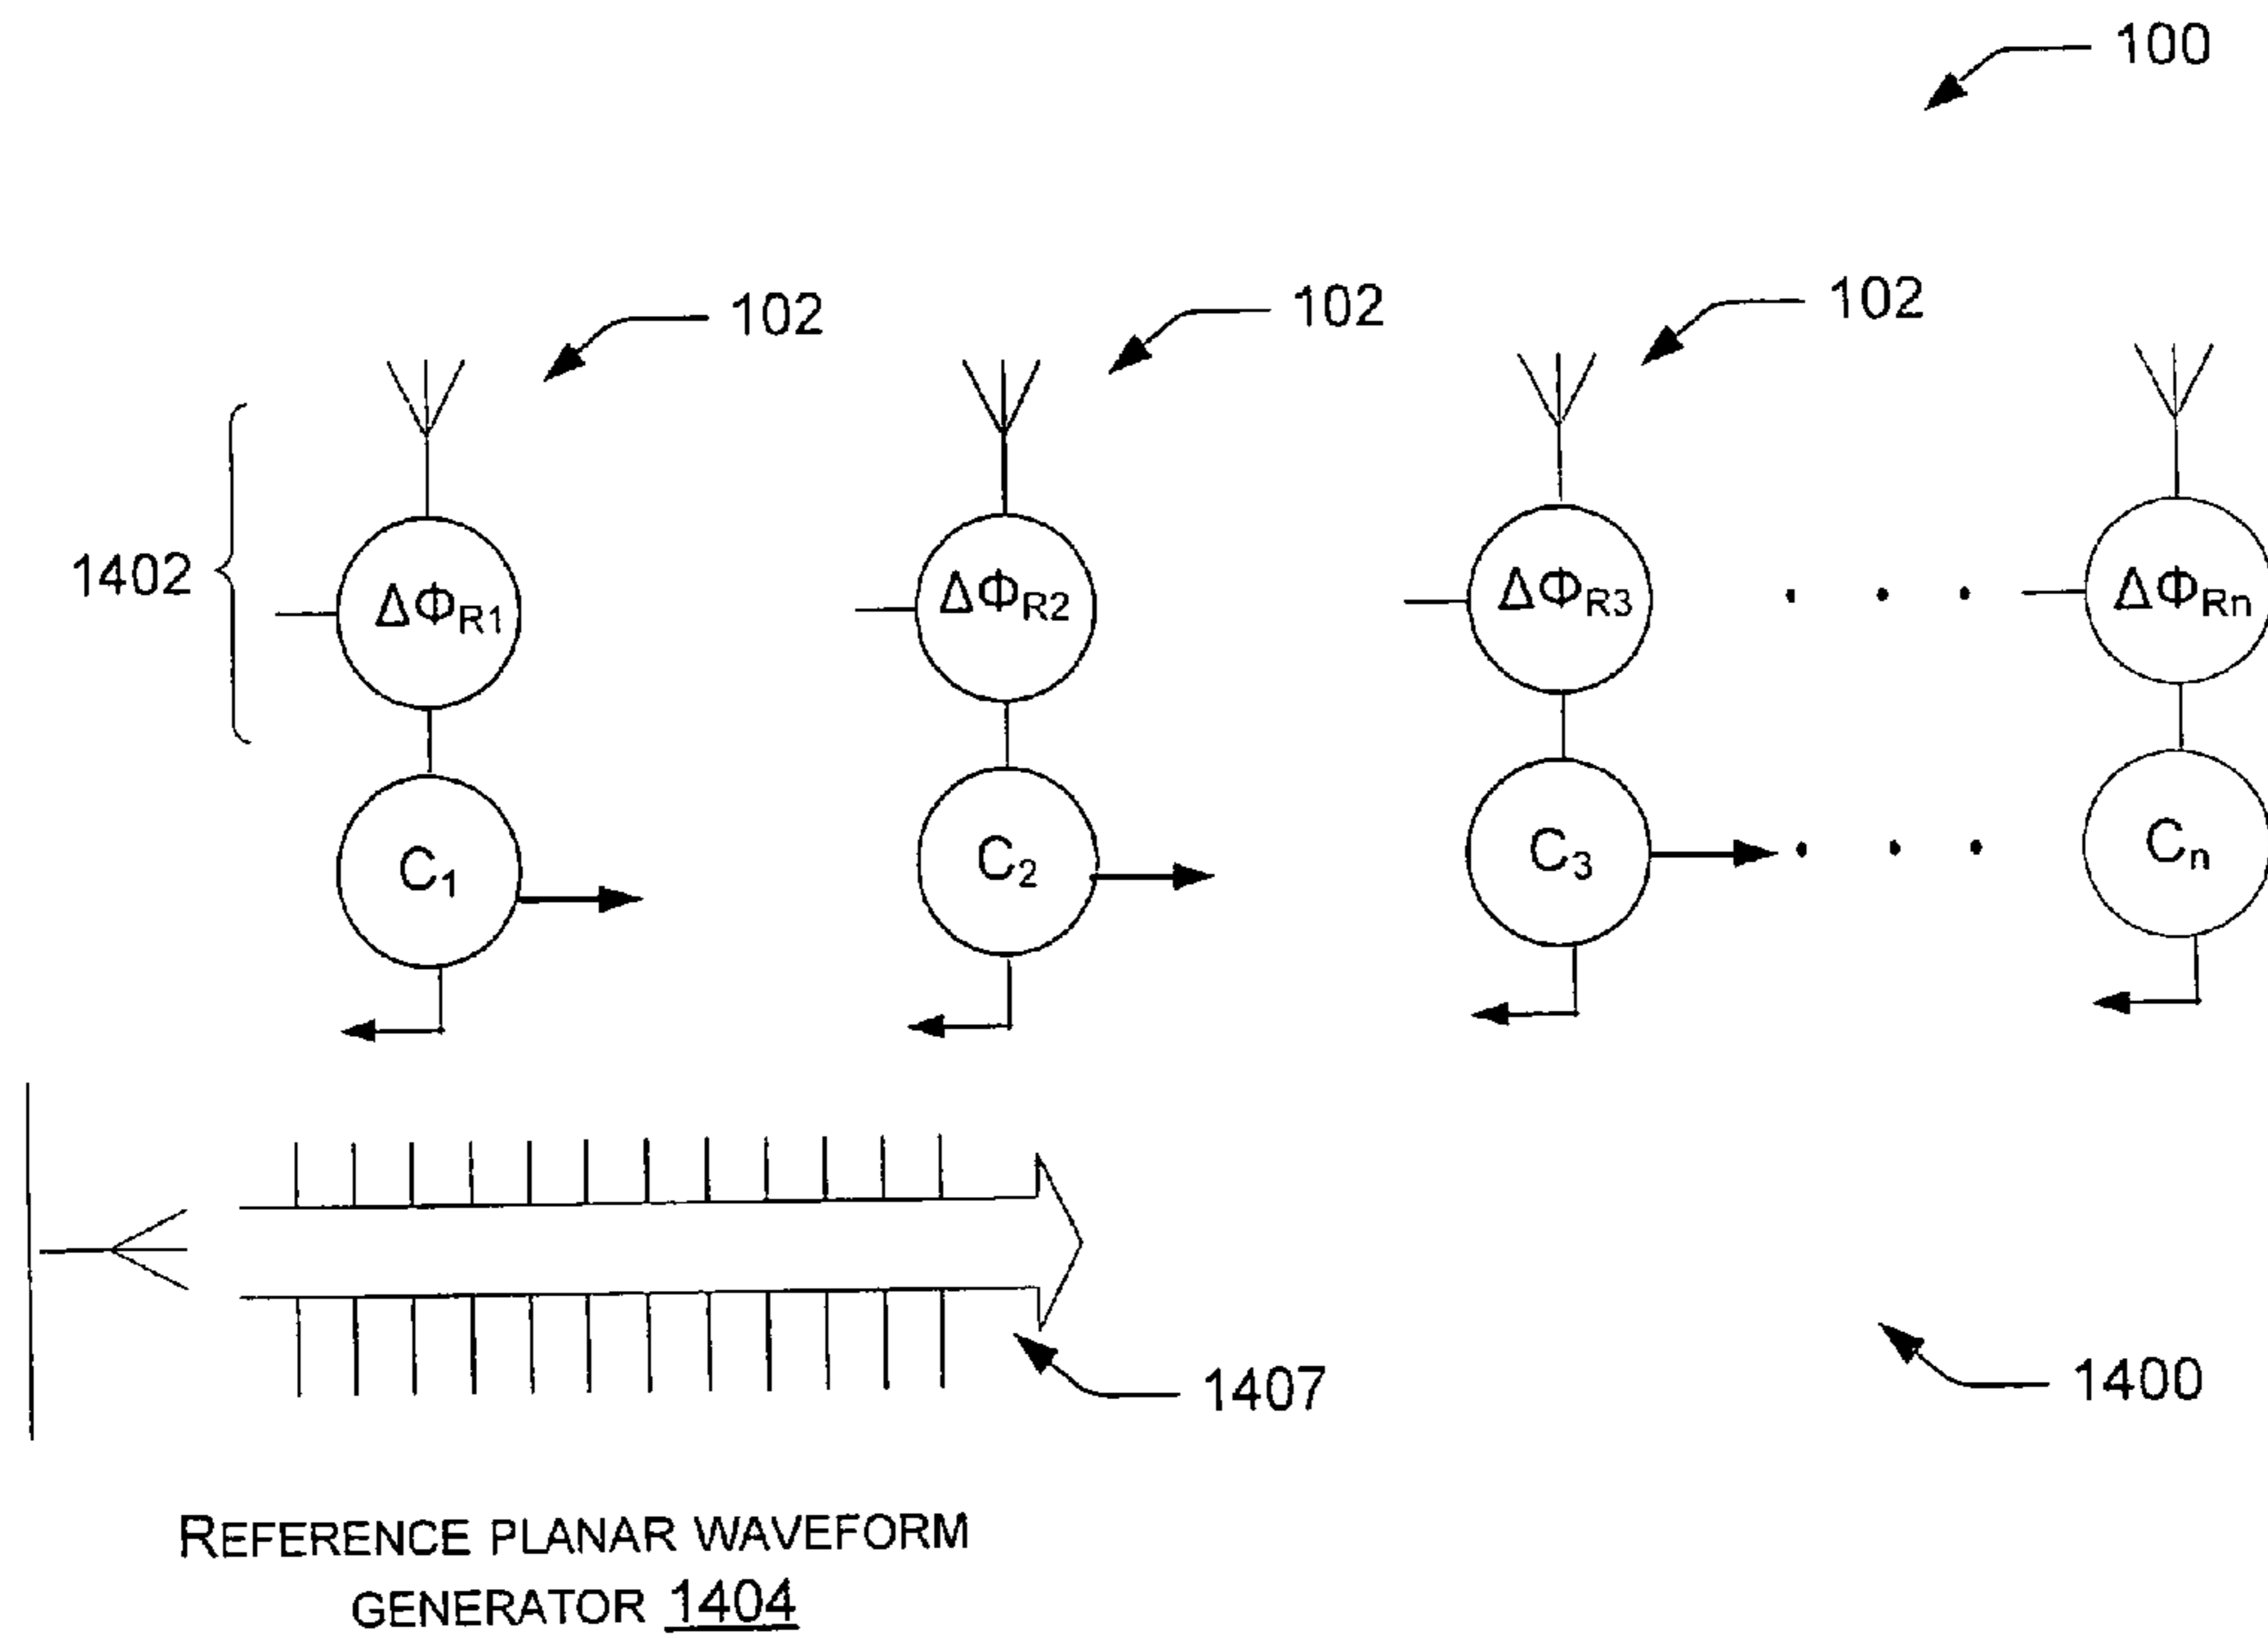 100
102 102 102
1402
ΔΦR1 ΔΦR2 ΔΦR3 . . . ΔΦRn
C1 C2 C3 . . . Cn
1407
1400
REFERENCE PLANAR WAVEFORM
GENERATOR 1404